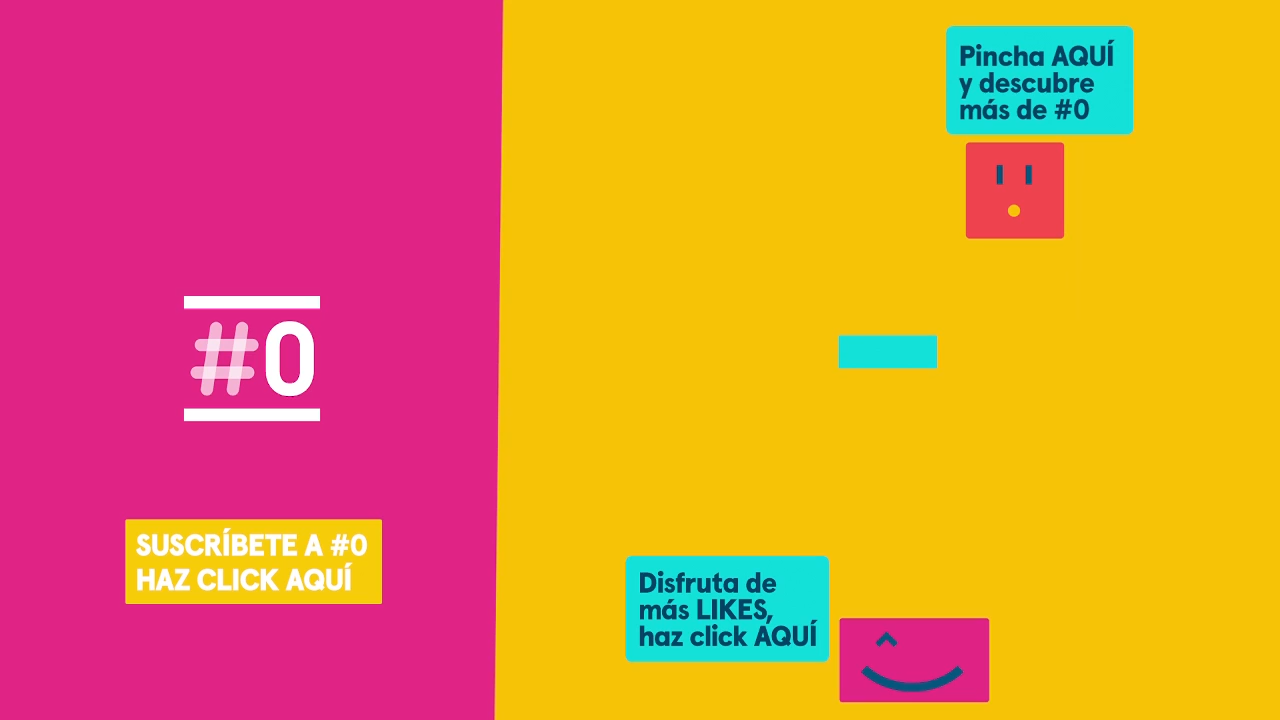 #0
SUSCRÍBETE A #0
HAZ CLICK AQUÍ
Pincha AQUÍ
y descubre
más de #0
Disfruta de
más LIKES,
haz click AQUÍ